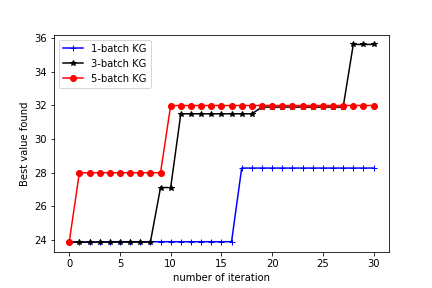 36
34
32
30
28
26
24
Best value found
1-batch KG
3-batch KG
5-batch KG
0
5
10
15
20
25
30
number of iteration